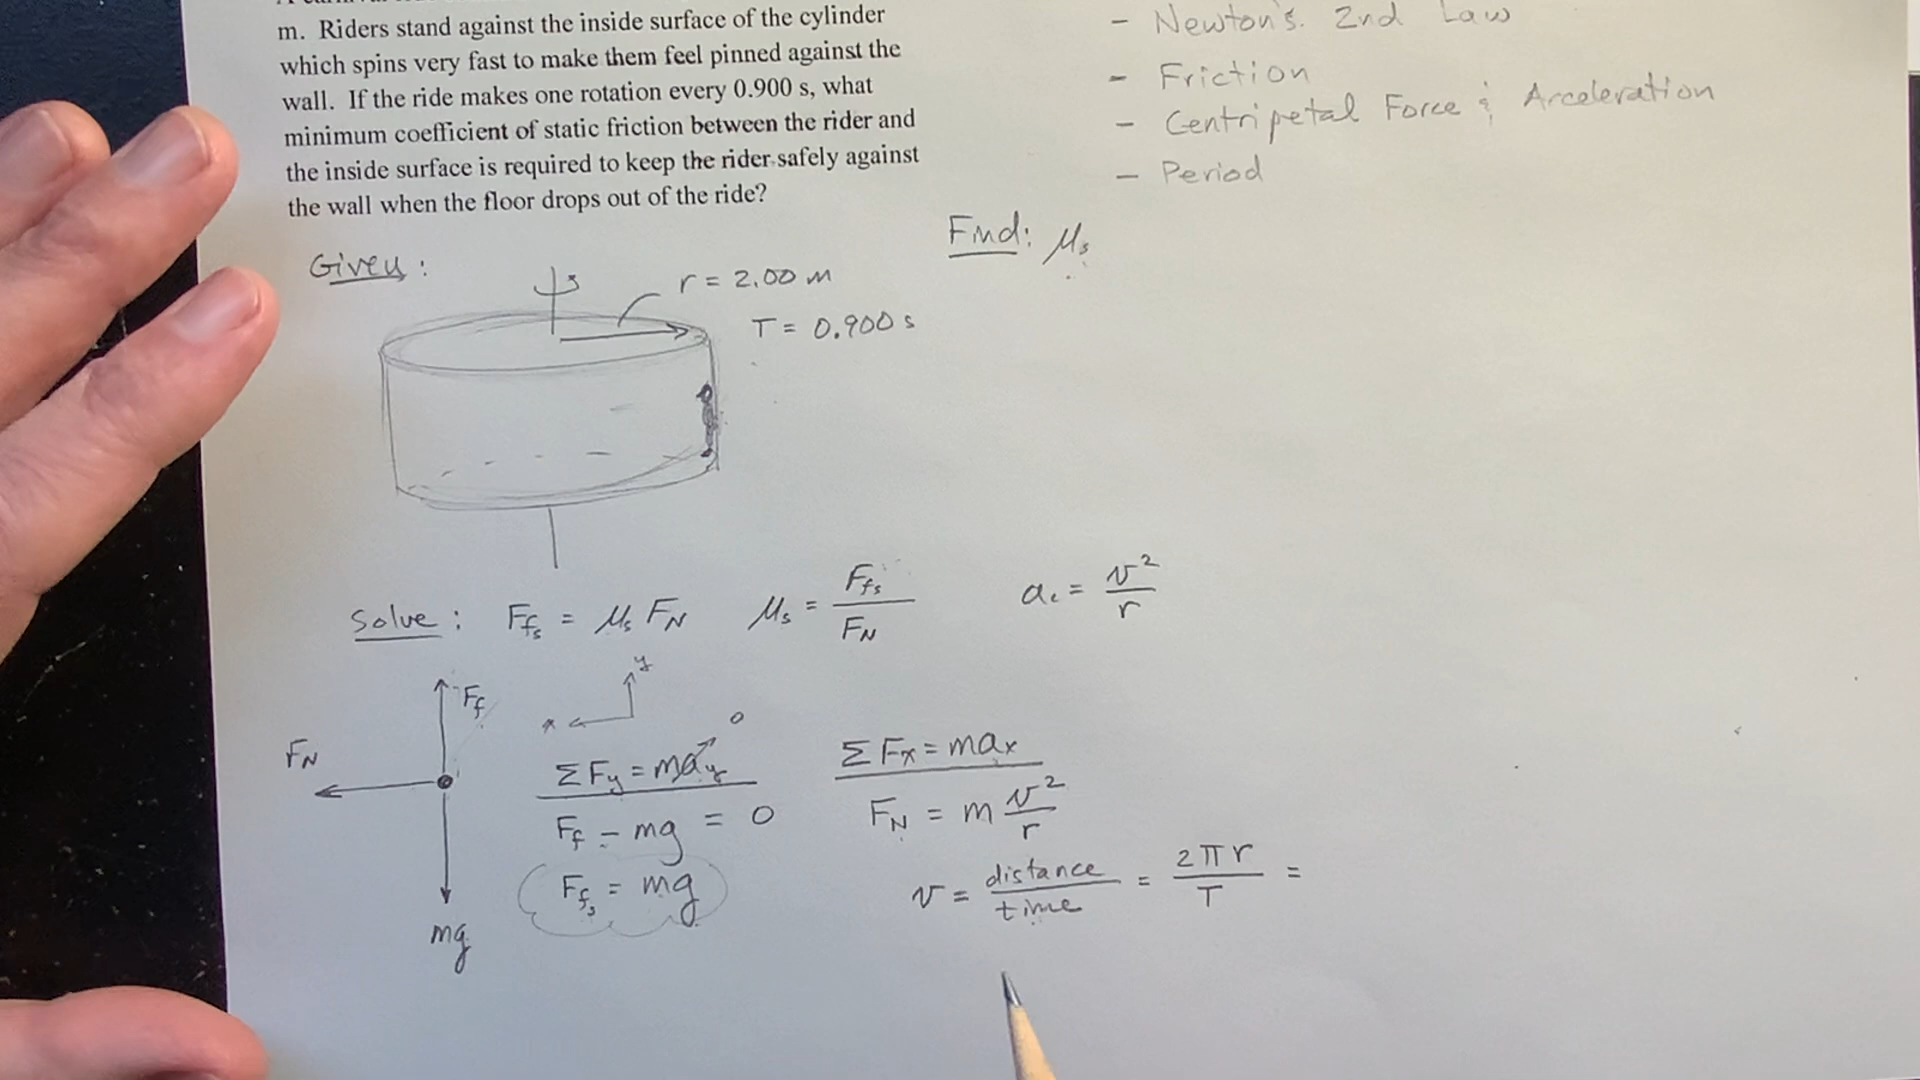 m. Riders stand against the inside surface of the cylinder
which spins very fast to make them feel pinned against the
wall. If the ride makes one rotation every 0.900 s, what
minimum coefficient of static friction between the rider and
the inside surface is required to keep the rider safely against
the wall when the floor drops out of the ride?
- Newton's. 2nd Law
- Friction
- Centripetal Force & Acceleration
- Period
Find: μs
Given:
r = 2.00 m
T = 0.900 s
Solve: Ffs = μs FN μs = Ffs / FN ac = v² / r
Ff
FN
mg
y
x
ΣFy = may 0
Ff - mg = 0
Ffs = mg
ΣFx = max
FN = m v² / r
v = distance / time = 2πr / T =